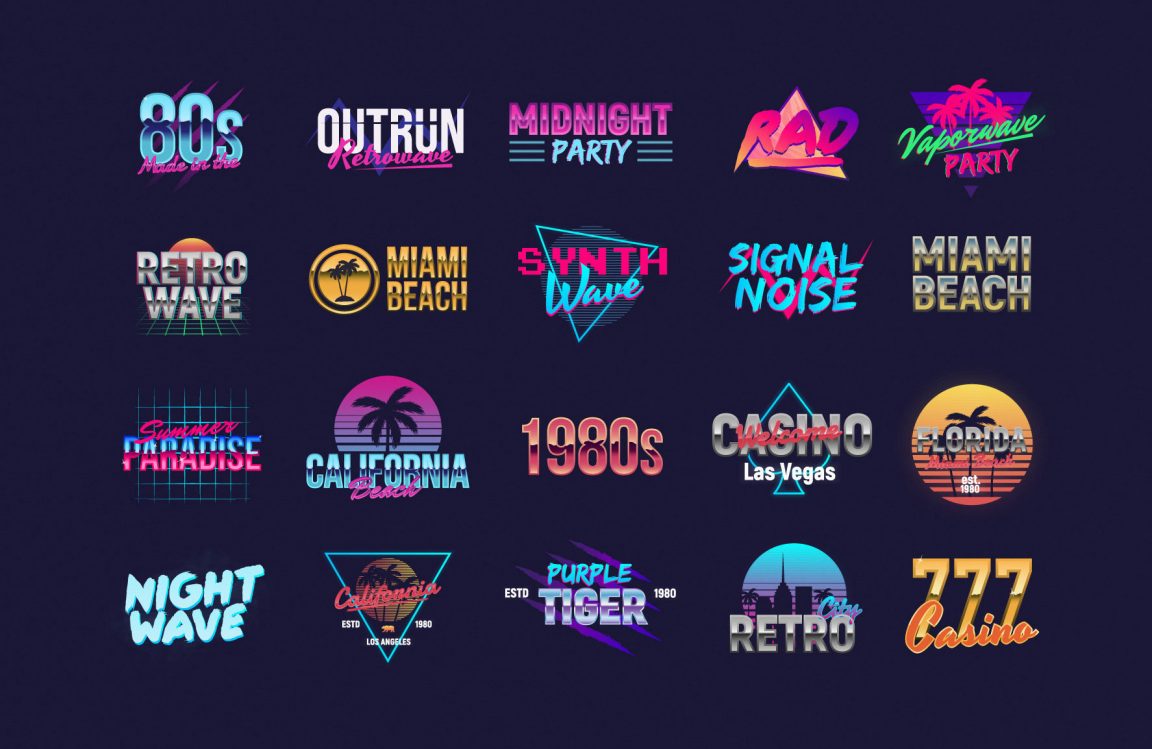 80s
Made in the
OUTRUN
Retrowave
MIDNIGHT
PARTY
RAD
Vaporwave
PARTY
RETRO
WAVE
MIAMI
BEACH
SYNTH
Wave
SIGNAL
NOISE
MIAMI
BEACH
Summer
PARADISE
CALIFORNIA
Beach
1980s
CASINO
Welcome
Las Vegas
FLORIDA
Miami Beach
est.
1980
NIGHT
WAVE
California
ESTD 1980
LOS ANGELES
PURPLE
ESTD TIGER 1980
City
RETRO
777
Casino